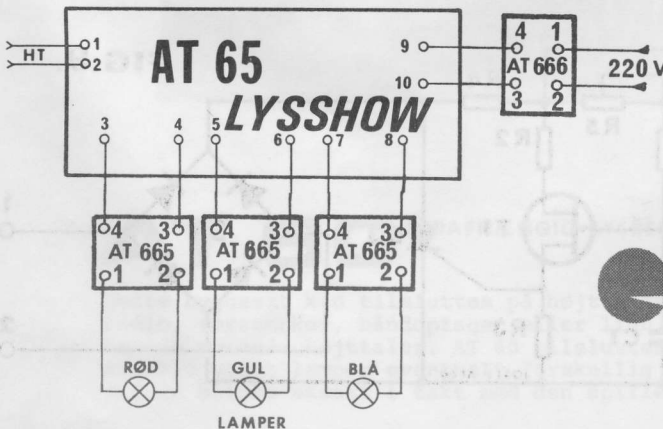 HT
1
2
AT 65
LYSSHOW
9
10
3 4 5 6 7 8
4 1
AT 666
3 2
220 V
4 3
AT 665
1 2
4 3
AT 665
1 2
4 3
AT 665
1 2
RØD
GUL
BLÅ
LAMPER